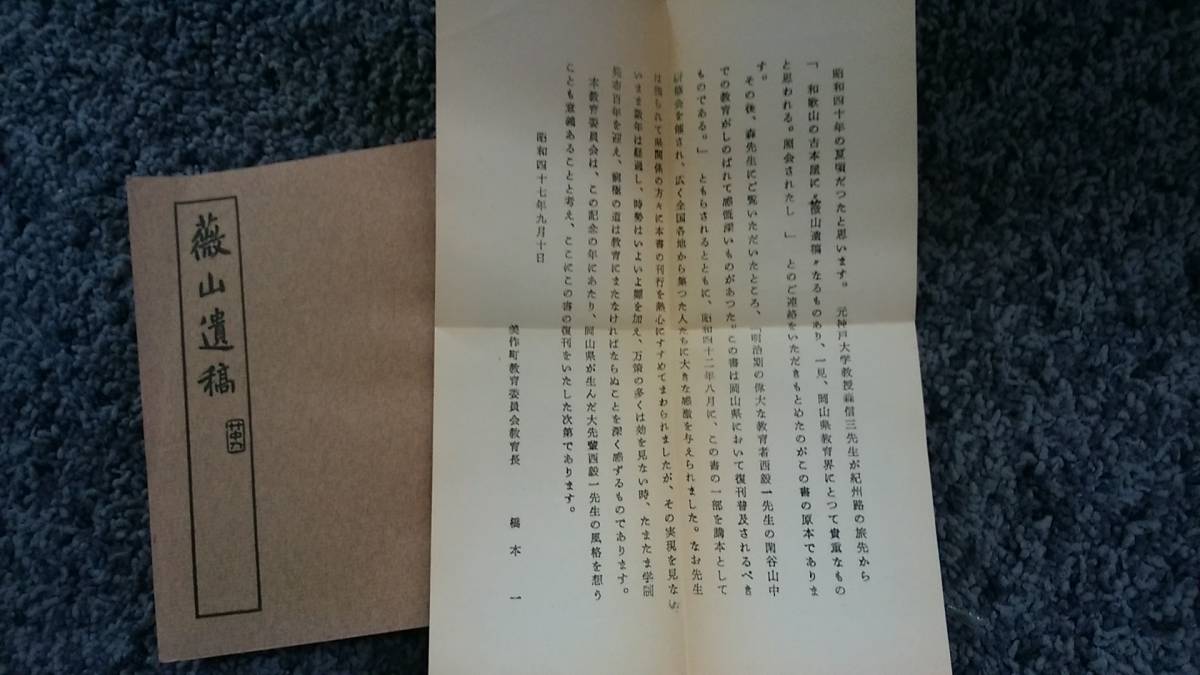 薇山遺稿
昭和四十年の夏頃だつたと思います。 元神戸大学教授森信三先生が紀州路の旅先から
「 和歌山の古本屋に〝薇山遺稿〟なるものあり、一見、岡山県教育界にとつて貴重なもの
と思われる。照会されたし 」 とのご連絡をいただきもとめたのがこの書の原本でありま
す。
その後、森先生にご覧いただいたところ、「明治期の偉大な教育者西毅一先生の閑谷山中
での教育がしのばれて感慨深いものがあつた。この書は岡山県において復刊普及されるべき
ものである。」 ともらされるとともに、昭和四十二年八月に、この書の一部を謄本として
研修会を催され、広く全国各地から集つた人たちに大きな感激を与えられました。なお先生
は後られて県関係の方々に本書の刊行を熱心にすすめてまわられましたが、その実現を見ない
いまま数年は経過し、時勢はいよいよ難を加え、万策の多くは効を見ない時、たまたま学制
発布百年を迎え、窮極の道は教育にまたなければならぬことを深く感ずるものであります。
本教育委員会は、この記念の年にあたり、岡山県が生んだ大先輩西毅一先生の風格を想う
ことも意義あることと考え、ここにこの書の復刊をいたした次第であります。
昭和四十七年九月十日
美作町教育委員会教育長 橋本 一